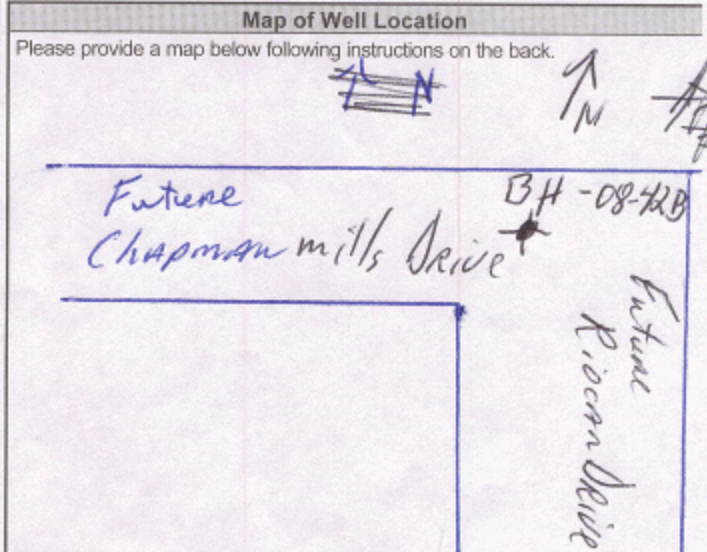 Map of Well Location
Please provide a map below following instructions on the back.
N
Future
Chapman mills Drive
BH -08-42B
Future
Riocan Drive